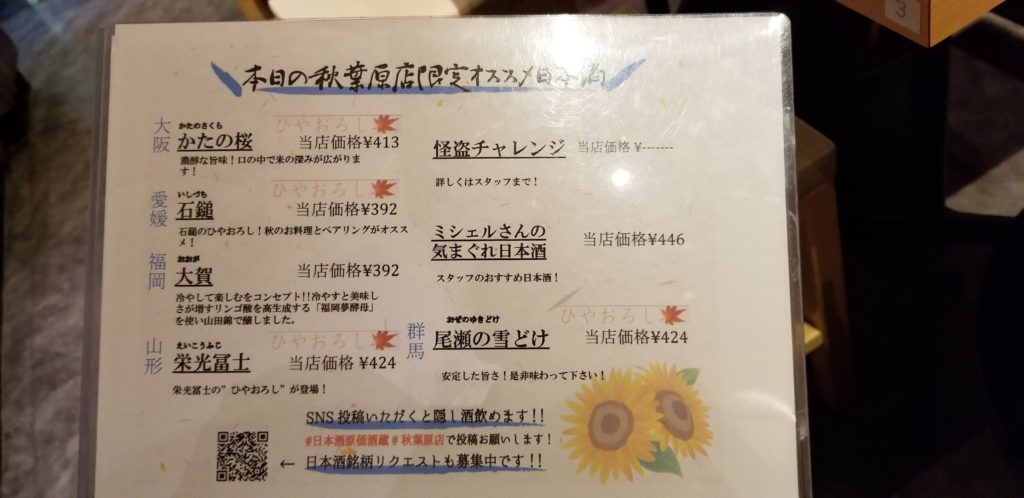 3
本日の秋葉原店限定オススメ日本酒
大阪
かたのさくら
かたの桜
ひやおろし
当店価格¥413
濃醇な旨味！口の中で米の深みが広がりま
す！
愛媛
いしづち
石鎚
ひやおろし
当店価格¥392
石鎚のひやおろし！秋のお料理とペアリングがオスス
メ！
福岡
おおが
大賀
当店価格¥392
冷やして楽しむをコンセプト!!冷やすと美味し
さが増すリンゴ酸を高生成する「福岡夢酵母」
を使い山田錦で醸しました。
山形
えいこうふじ
栄光冨士
ひやおろし
当店価格 ¥424
栄光冨士の”ひやおろし”が登場！
怪盗チャレンジ
当店価格 ¥-------
詳しくはスタッフまで！
ミシェルさんの
気まぐれ日本酒
当店価格¥446
スタッフのおすすめ日本酒！
群馬
おぜのゆきどけ
尾瀬の雪どけ
ひやおろし
当店価格¥424
安定した旨さ！是非味わって下さい！
SNS 投稿いただくと隠し酒飲めます!!
#日本酒原価酒蔵 # 秋葉原店で投稿お願いします！
← 日本酒銘柄リクエストも募集中です!!